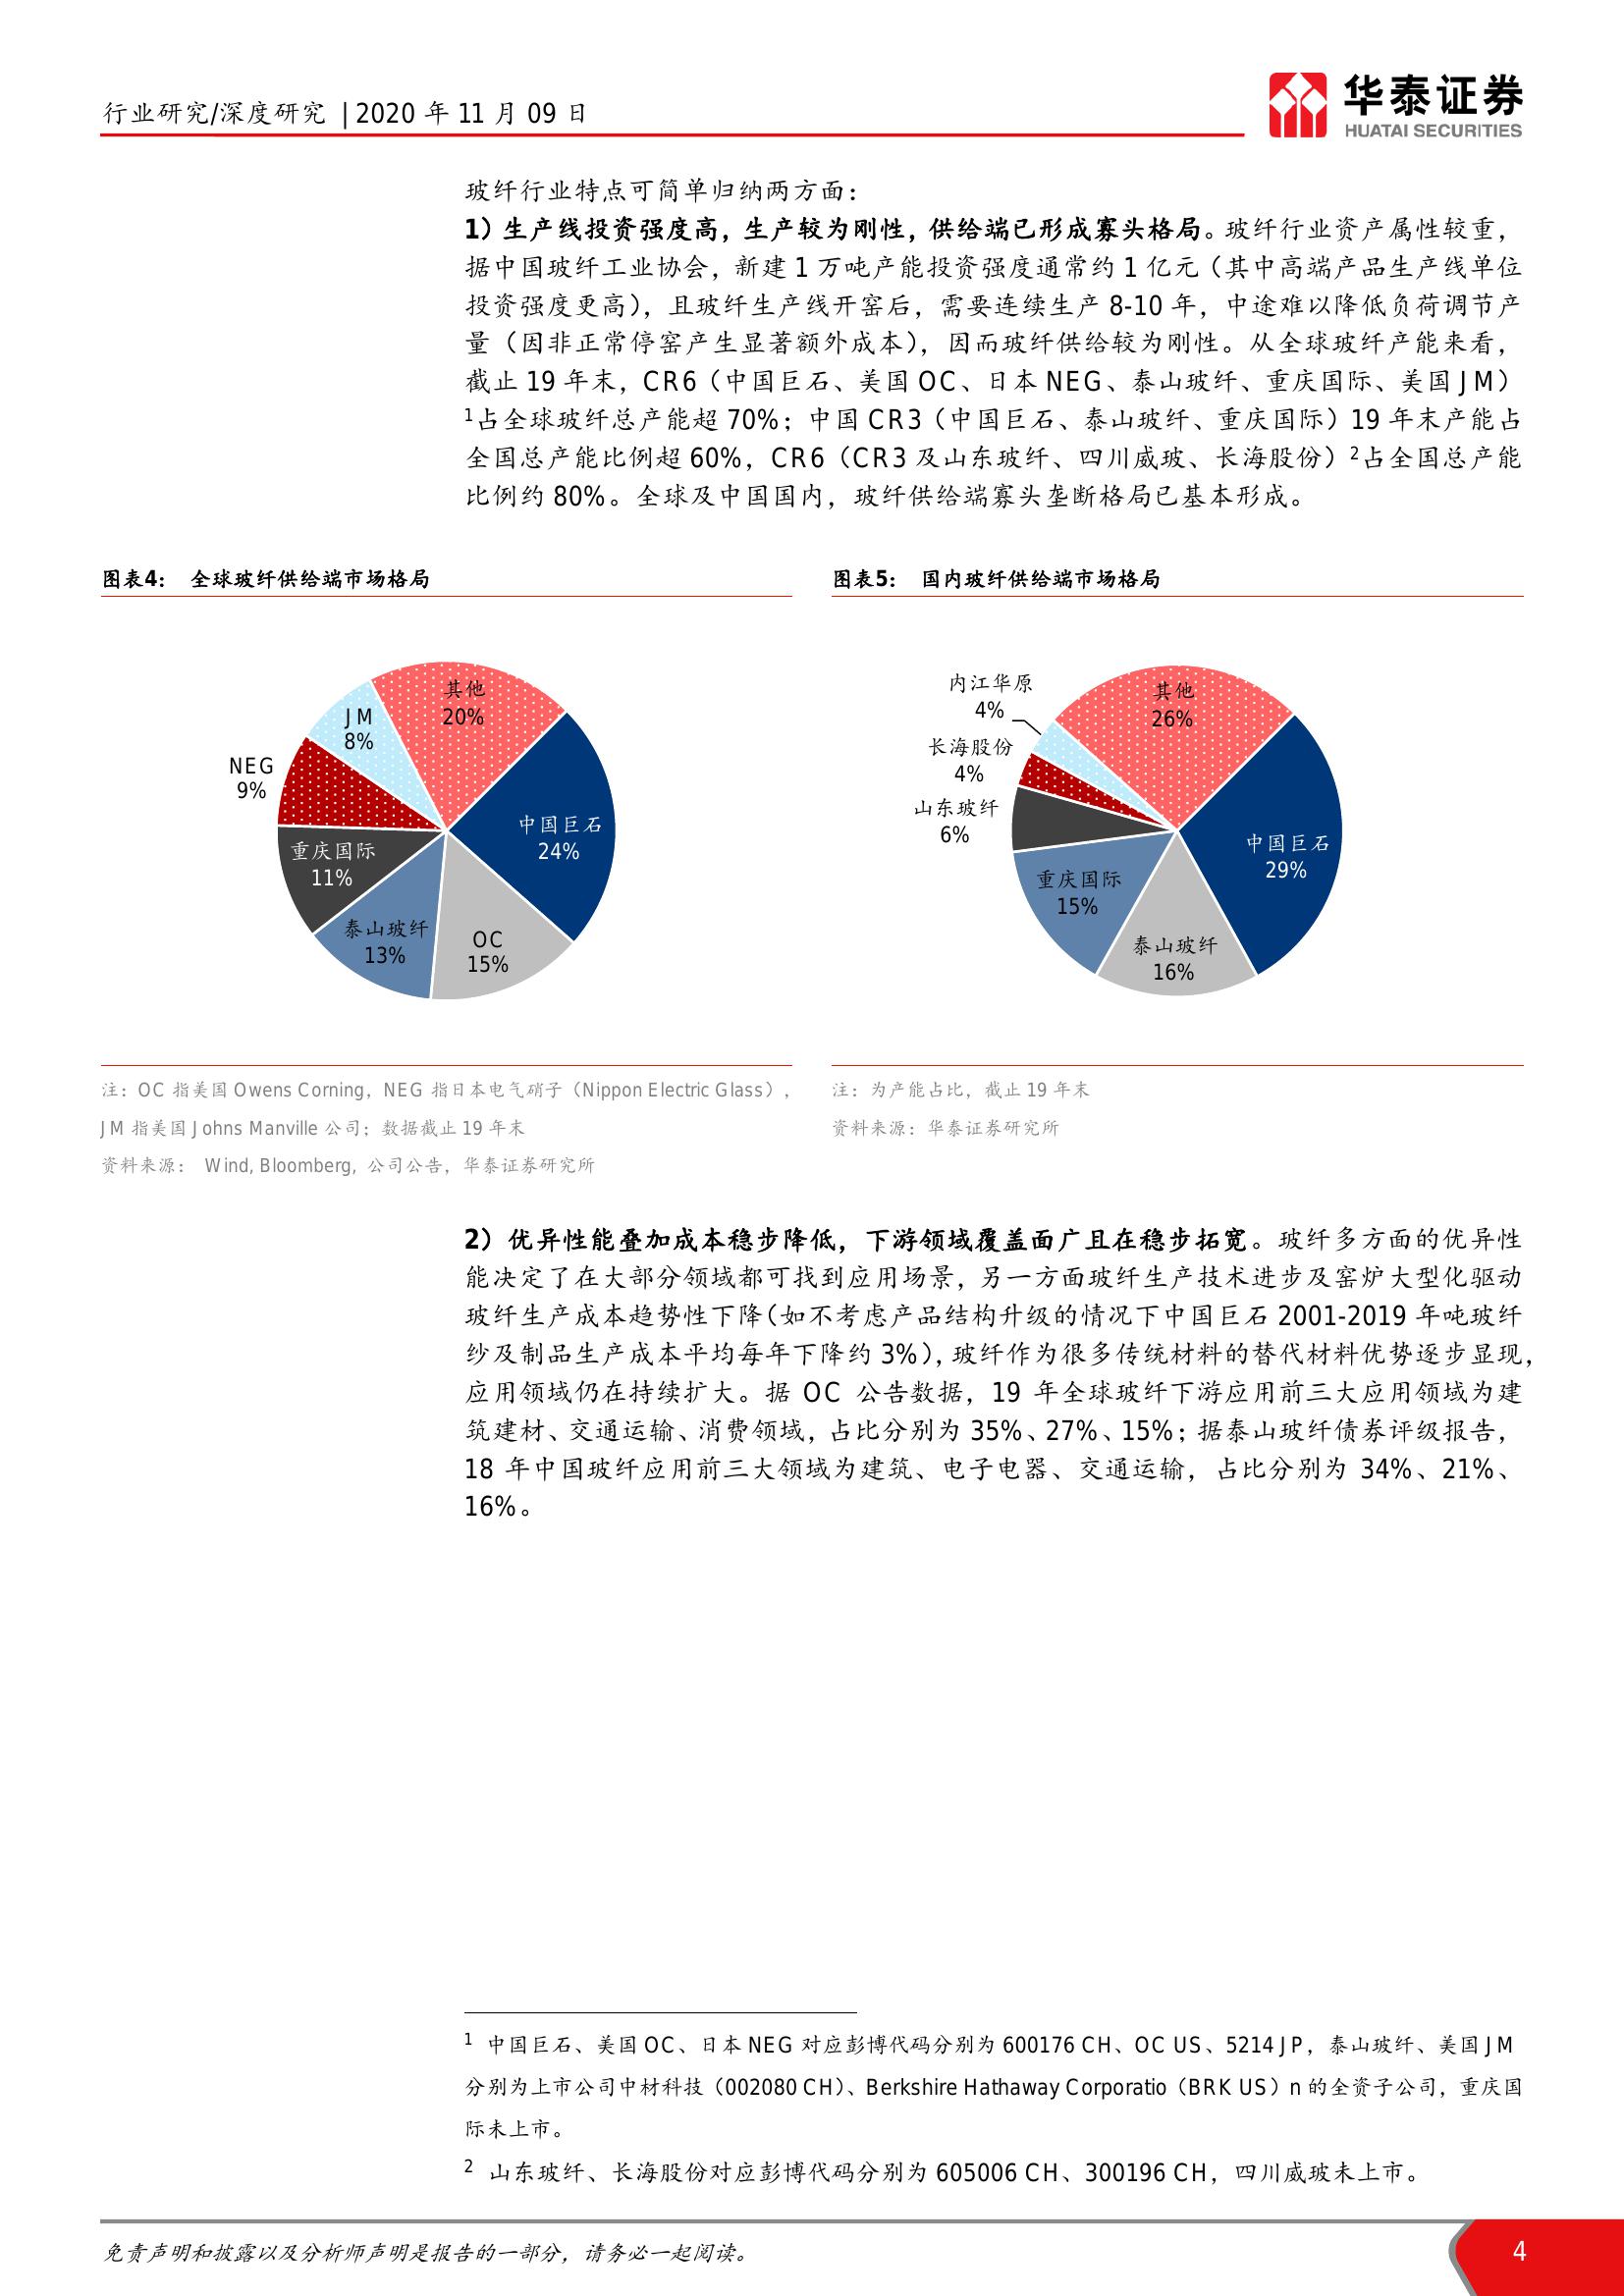 行业研究/深度研究 | 2020 年 11 月 09 日
华泰证券
HUATAI SECURITIES
玻纤行业特点可简单归纳两方面：
1）生产线投资强度高，生产较为刚性，供给端已形成寡头格局。玻纤行业资产属性较重，
据中国玻纤工业协会，新建 1 万吨产能投资强度通常约 1 亿元（其中高端产品生产线单位
投资强度更高），且玻纤生产线开窑后，需要连续生产 8-10 年，中途难以降低负荷调节产
量（因非正常停窑产生显著额外成本），因而玻纤供给较为刚性。从全球玻纤产能来看，
截止 19 年末，CR6（中国巨石、美国 OC、日本 NEG、泰山玻纤、重庆国际、美国 JM）
1占全球玻纤总产能超 70%；中国 CR3（中国巨石、泰山玻纤、重庆国际）19 年末产能占
全国总产能比例超 60%，CR6（CR3 及山东玻纤、四川威玻、长海股份）2占全国总产能
比例约 80%。全球及中国国内，玻纤供给端寡头垄断格局已基本形成。
图表4： 全球玻纤供给端市场格局
其他
20%
JM
8%
NEG
9%
中国巨石
24%
重庆国际
11%
泰山玻纤
13%
OC
15%
注：OC 指美国 Owens Corning，NEG 指日本电气硝子（Nippon Electric Glass），
JM 指美国 Johns Manville 公司；数据截止 19 年末
资料来源： Wind, Bloomberg, 公司公告，华泰证券研究所
图表5： 国内玻纤供给端市场格局
内江华原
4%
其他
26%
长海股份
4%
山东玻纤
6%
中国巨石
29%
重庆国际
15%
泰山玻纤
16%
注：为产能占比，截止 19 年末
资料来源：华泰证券研究所
2）优异性能叠加成本稳步降低，下游领域覆盖面广且在稳步拓宽。玻纤多方面的优异性
能决定了在大部分领域都可找到应用场景，另一方面玻纤生产技术进步及窑炉大型化驱动
玻纤生产成本趋势性下降（如不考虑产品结构升级的情况下中国巨石 2001-2019 年吨玻纤
纱及制品生产成本平均每年下降约 3%），玻纤作为很多传统材料的替代材料优势逐步显现，
应用领域仍在持续扩大。据 OC 公告数据，19 年全球玻纤下游应用前三大应用领域为建
筑建材、交通运输、消费领域，占比分别为 35%、27%、15%；据泰山玻纤债券评级报告，
18 年中国玻纤应用前三大领域为建筑、电子电器、交通运输，占比分别为 34%、21%、
16%。
1 中国巨石、美国 OC、日本 NEG 对应彭博代码分别为 600176 CH、OC US、5214 JP，泰山玻纤、美国 JM
分别为上市公司中材科技（002080 CH）、Berkshire Hathaway Corporatio（BRK US）n 的全资子公司，重庆国
际未上市。
2 山东玻纤、长海股份对应彭博代码分别为 605006 CH、300196 CH，四川威玻未上市。
免责声明和披露以及分析师声明是报告的一部分，请务必一起阅读。
4